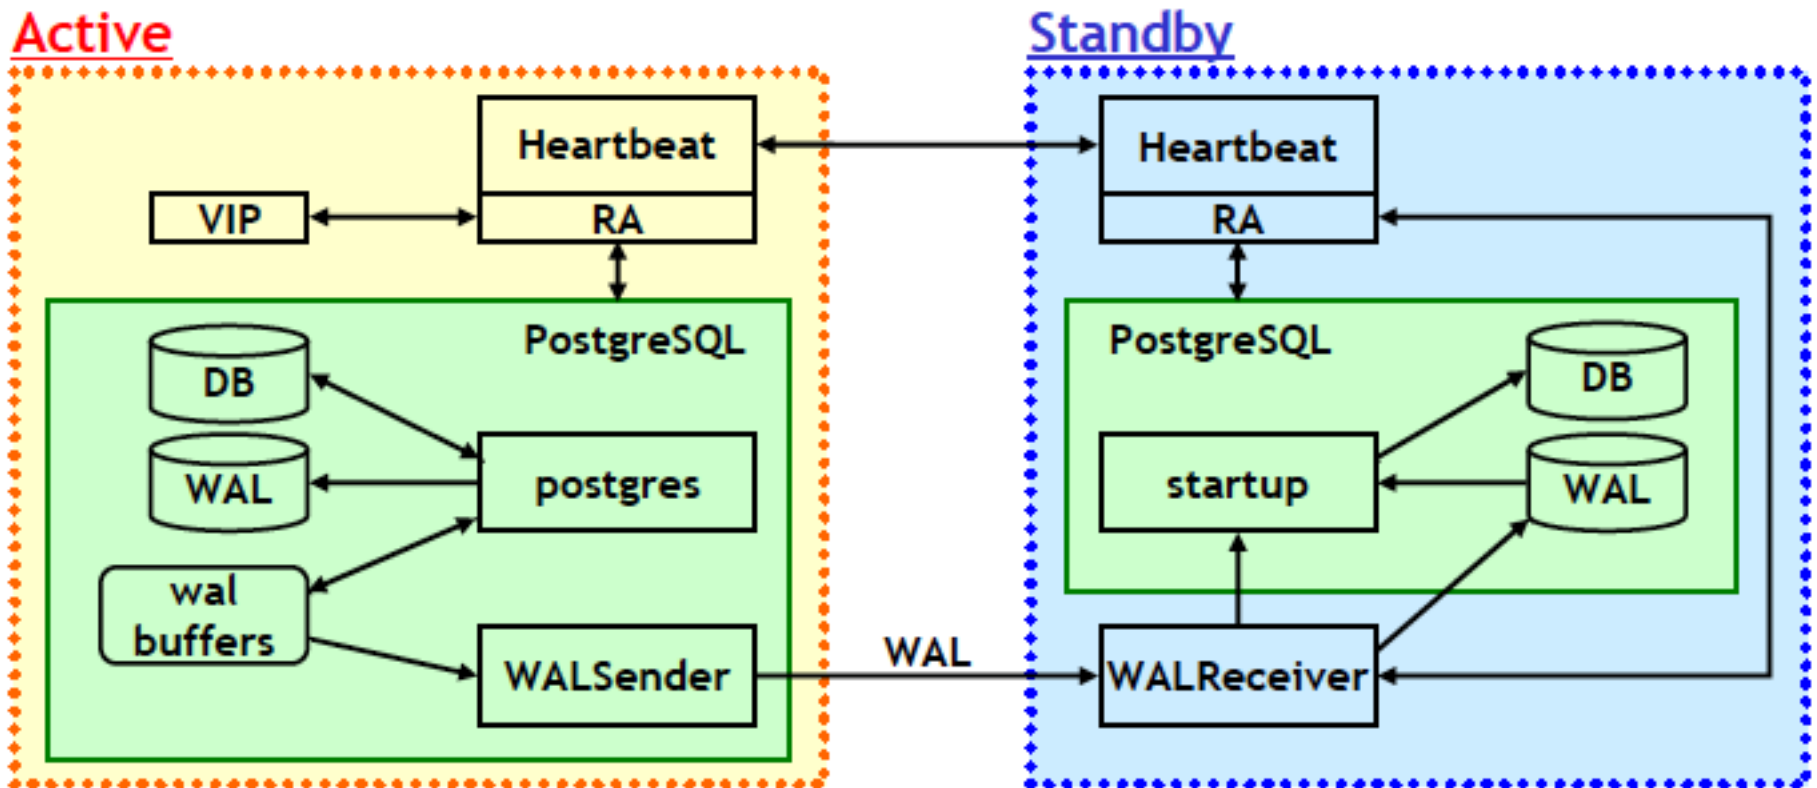 Active
Heartbeat
VIP
RA
PostgreSQL
DB
WAL
postgres
wal
buffers
WALSender
WAL
Standby
Heartbeat
RA
PostgreSQL
DB
startup
WAL
WALReceiver